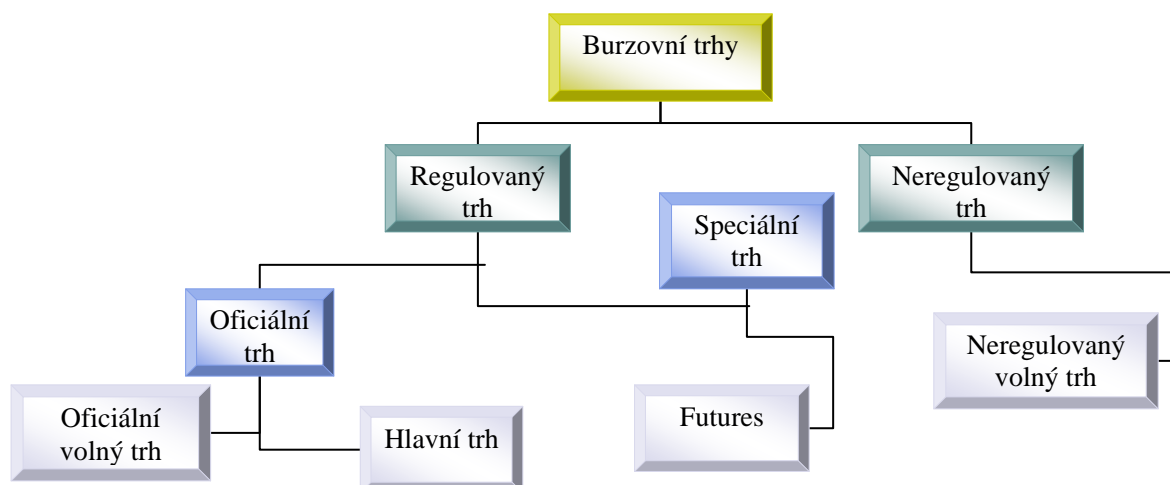 Burzovní trhy
Regulovaný
trh
Neregulovaný
trh
Speciální
trh
Oficiální
trh
Neregulovaný
volný trh
Oficiální
volný trh
Hlavní trh
Futures